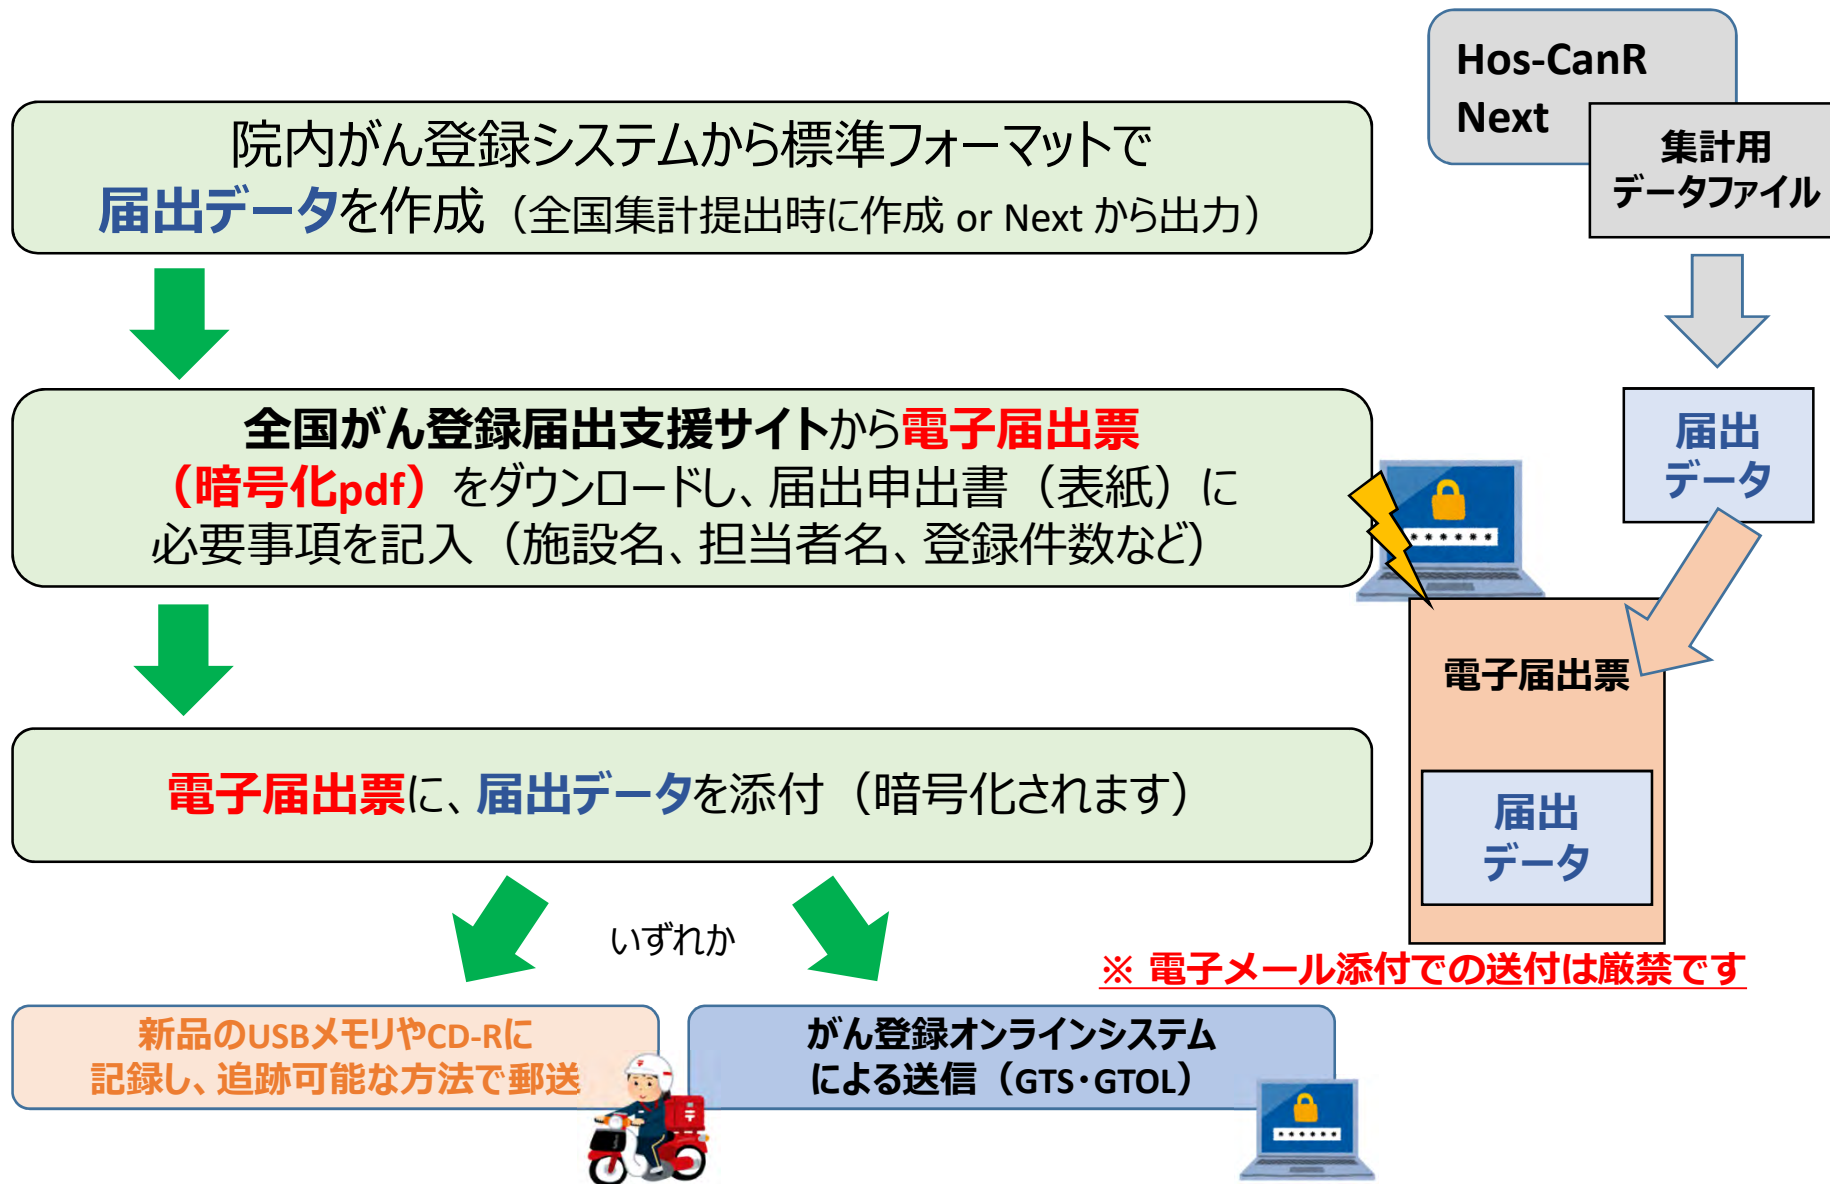 院内がん登録システムから標準フォーマットで
届出データを作成（全国集計提出時に作成 or Next から出力）
全国がん登録届出支援サイトから電子届出票
（暗号化pdf）をダウンロードし、届出申出書（表紙）に
必要事項を記入（施設名、担当者名、登録件数など）
電子届出票に、届出データを添付（暗号化されます）
いずれか
新品のUSBメモリやCD-Rに
記録し、追跡可能な方法で郵送
がん登録オンラインシステム
による送信（GTS・GTOL）
Hos-CanR
Next
集計用
データファイル
届出
データ
******
電子届出票
届出
データ
※ 電子メール添付での送付は厳禁です
〒
******